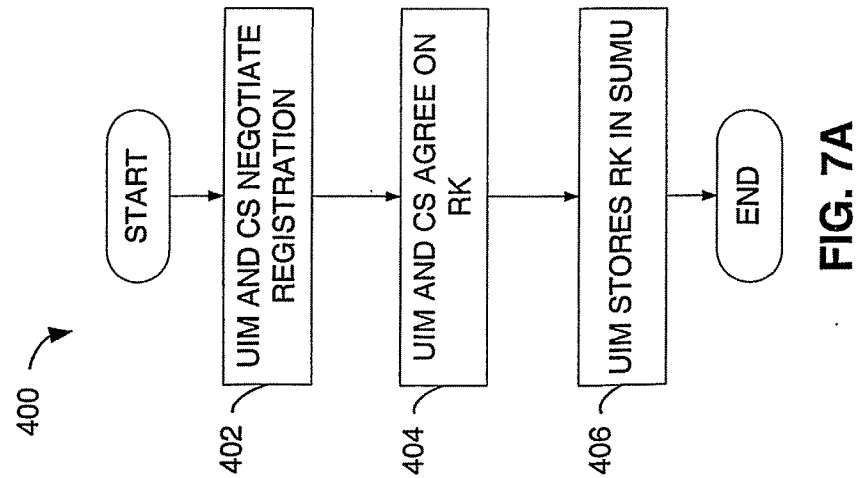 400
START
402
UIM AND CS NEGOTIATE
REGISTRATION
404
UIM AND CS AGREE ON
RK
406
UIM STORES RK IN SUMU
END
FIG. 7A